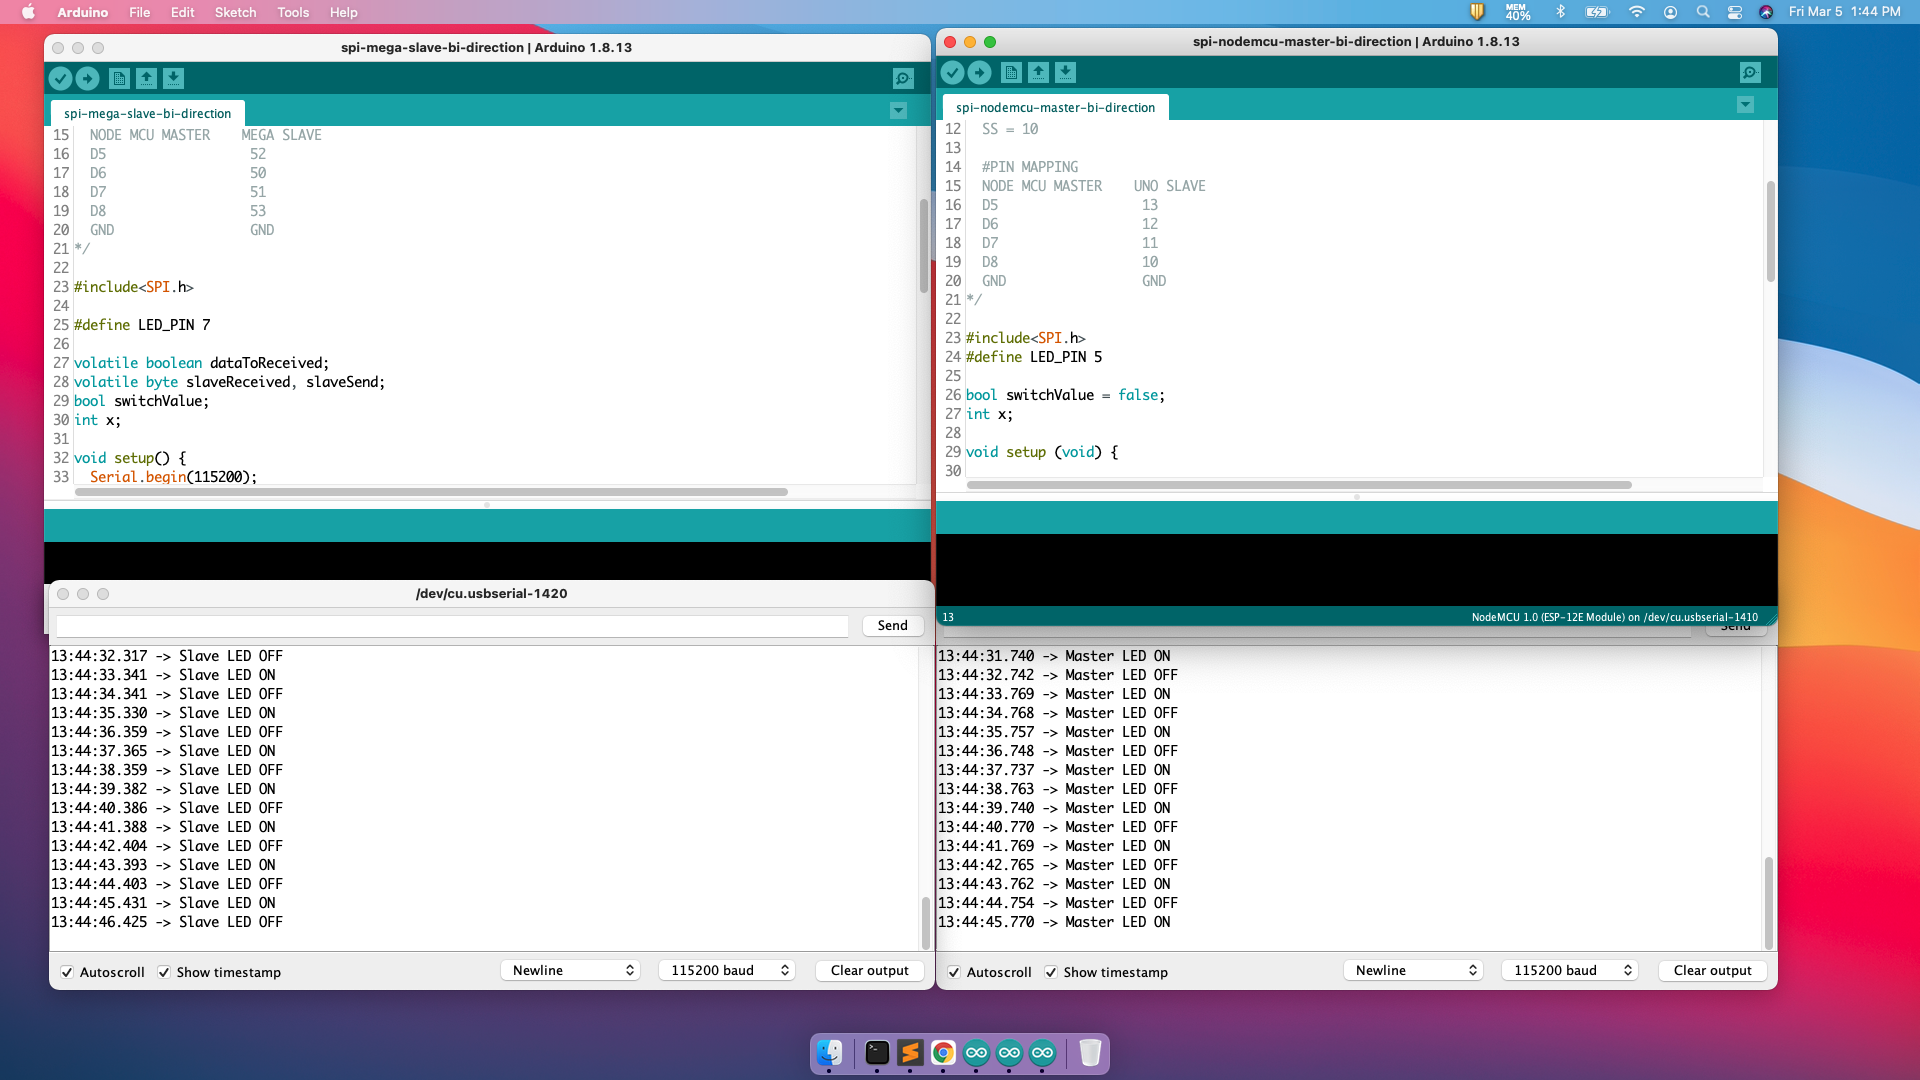 Arduino File Edit Sketch Tools Help
MEM 40% Fri Mar 5 1:44 PM
spi-mega-slave-bi-direction | Arduino 1.8.13
spi-mega-slave-bi-direction
15 NODE MCU MASTER MEGA SLAVE
16 D5 52
17 D6 50
18 D7 51
19 D8 53
20 GND GND
21 */
22
23 #include<SPI.h>
24
25 #define LED_PIN 7
26
27 volatile boolean dataToReceived;
28 volatile byte slaveReceived, slaveSend;
29 bool switchValue;
30 int x;
31
32 void setup() {
33 Serial.begin(115200);
spi-nodemcu-master-bi-direction | Arduino 1.8.13
spi-nodemcu-master-bi-direction
12 SS = 10
13
14 #PIN MAPPING
15 NODE MCU MASTER UNO SLAVE
16 D5 13
17 D6 12
18 D7 11
19 D8 10
20 GND GND
21 */
22
23 #include<SPI.h>
24 #define LED_PIN 5
25
26 bool switchValue = false;
27 int x;
28
29 void setup (void) {
30
13 NodeMCU 1.0 (ESP-12E Module) on /dev/cu.usbserial-1410
/dev/cu.usbserial-1420
Send
13:44:32.317 -> Slave LED OFF
13:44:33.341 -> Slave LED ON
13:44:34.341 -> Slave LED OFF
13:44:35.330 -> Slave LED ON
13:44:36.359 -> Slave LED OFF
13:44:37.365 -> Slave LED ON
13:44:38.359 -> Slave LED OFF
13:44:39.382 -> Slave LED ON
13:44:40.386 -> Slave LED OFF
13:44:41.388 -> Slave LED ON
13:44:42.404 -> Slave LED OFF
13:44:43.393 -> Slave LED ON
13:44:44.403 -> Slave LED OFF
13:44:45.431 -> Slave LED ON
13:44:46.425 -> Slave LED OFF
Autoscroll Show timestamp Newline 115200 baud Clear output
Send
13:44:31.740 -> Master LED ON
13:44:32.742 -> Master LED OFF
13:44:33.769 -> Master LED ON
13:44:34.768 -> Master LED OFF
13:44:35.757 -> Master LED ON
13:44:36.748 -> Master LED OFF
13:44:37.737 -> Master LED ON
13:44:38.763 -> Master LED OFF
13:44:39.740 -> Master LED ON
13:44:40.770 -> Master LED OFF
13:44:41.769 -> Master LED ON
13:44:42.765 -> Master LED OFF
13:44:43.762 -> Master LED ON
13:44:44.754 -> Master LED OFF
13:44:45.770 -> Master LED ON
Autoscroll Show timestamp Newline 115200 baud Clear output